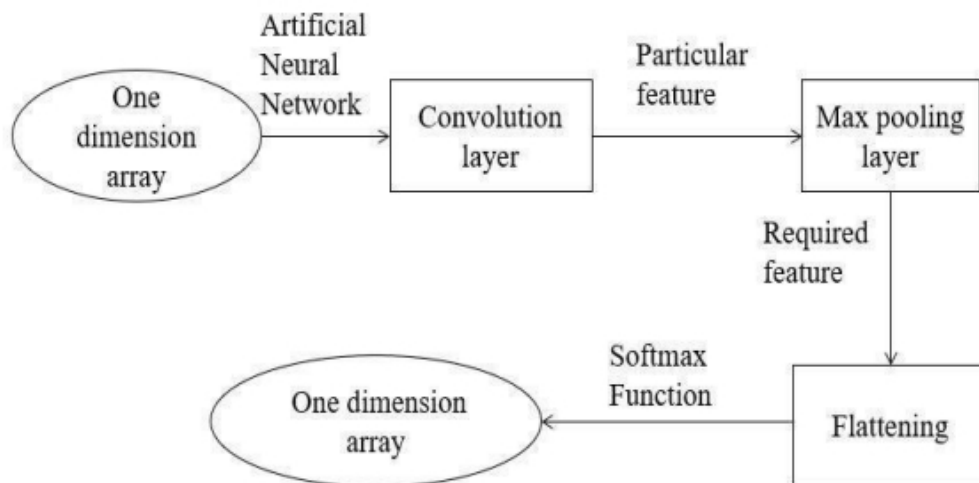 Artificial
Neural
Network
One
dimension
array
Convolution
layer
Particular
feature
Max pooling
layer
Required
feature
Flattening
Softmax
Function
One dimension
array